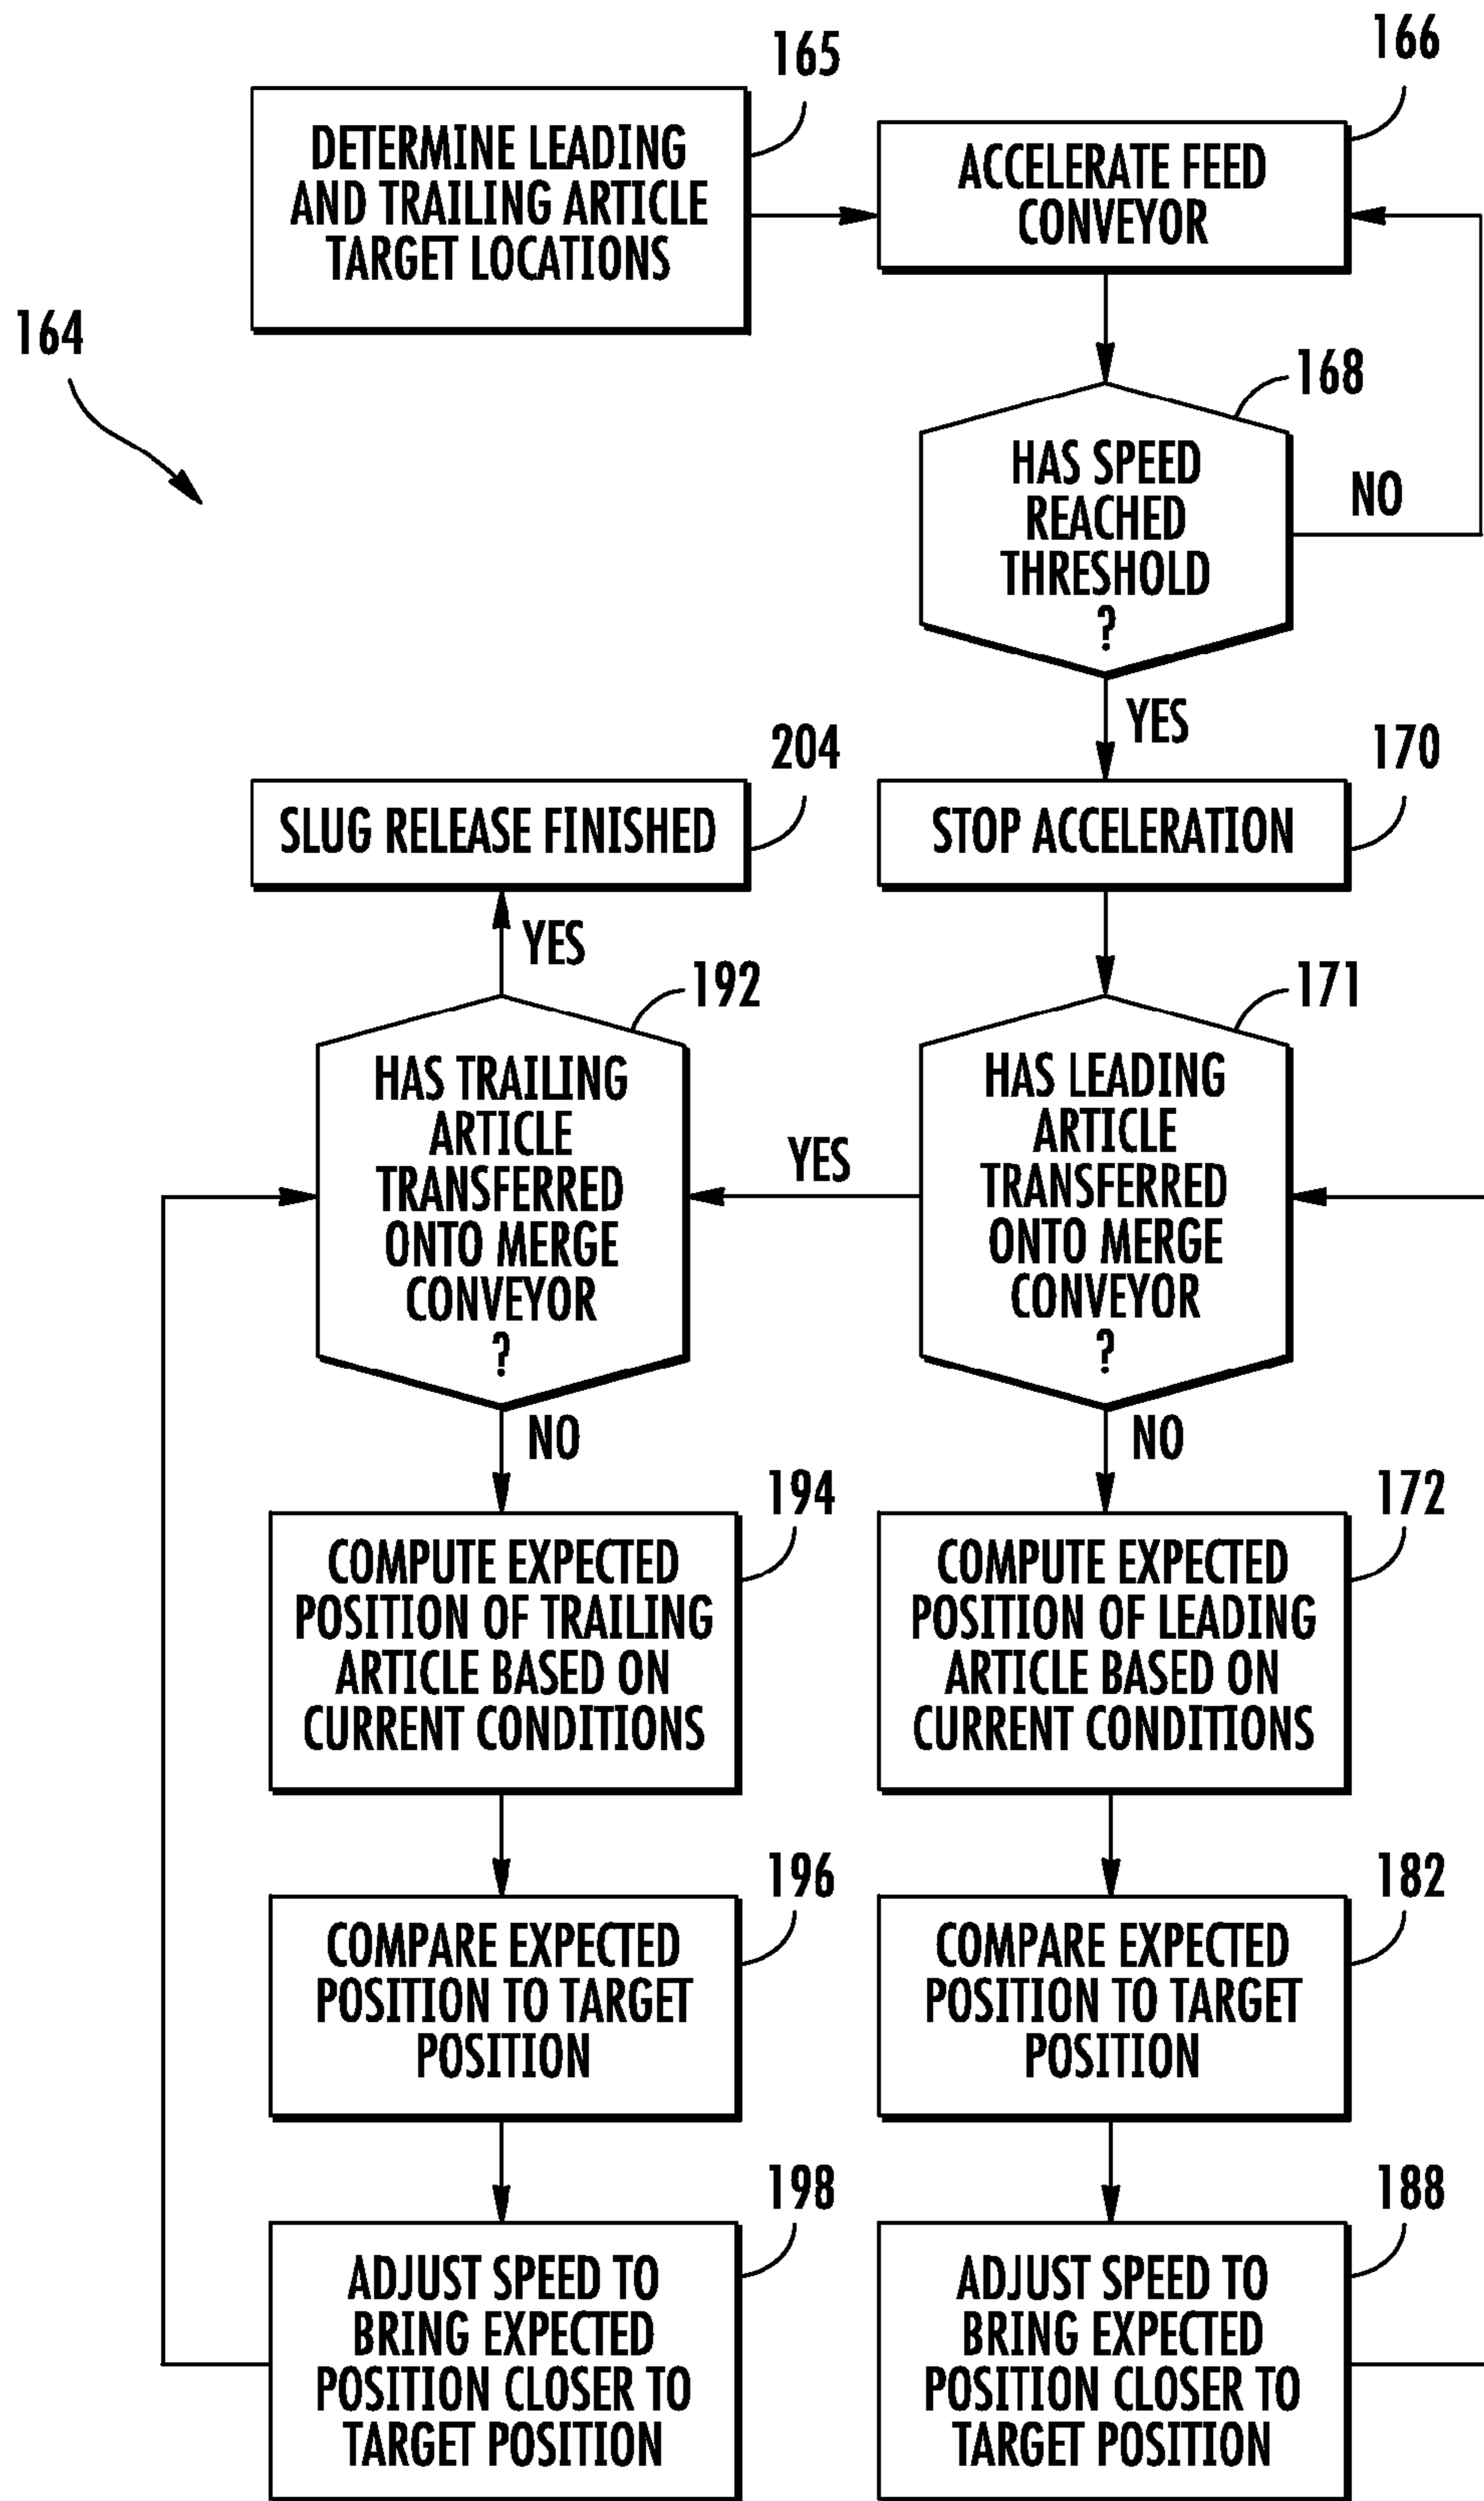 165
DETERMINE LEADING
AND TRAILING ARTICLE
TARGET LOCATIONS
166
ACCELERATE FEED
CONVEYOR
164
168
HAS SPEED
REACHED
THRESHOLD
?
NO
YES
204
SLUG RELEASE FINISHED
170
STOP ACCELERATION
YES
192
HAS TRAILING
ARTICLE
TRANSFERRED
ONTO MERGE
CONVEYOR
?
YES
171
HAS LEADING
ARTICLE
TRANSFERRED
ONTO MERGE
CONVEYOR
?
NO
NO
194
COMPUTE EXPECTED
POSITION OF TRAILING
ARTICLE BASED ON
CURRENT CONDITIONS
172
COMPUTE EXPECTED
POSITION OF LEADING
ARTICLE BASED ON
CURRENT CONDITIONS
196
COMPARE EXPECTED
POSITION TO TARGET
POSITION
182
COMPARE EXPECTED
POSITION TO TARGET
POSITION
198
ADJUST SPEED TO
BRING EXPECTED
POSITION CLOSER TO
TARGET POSITION
188
ADJUST SPEED TO
BRING EXPECTED
POSITION CLOSER TO
TARGET POSITION